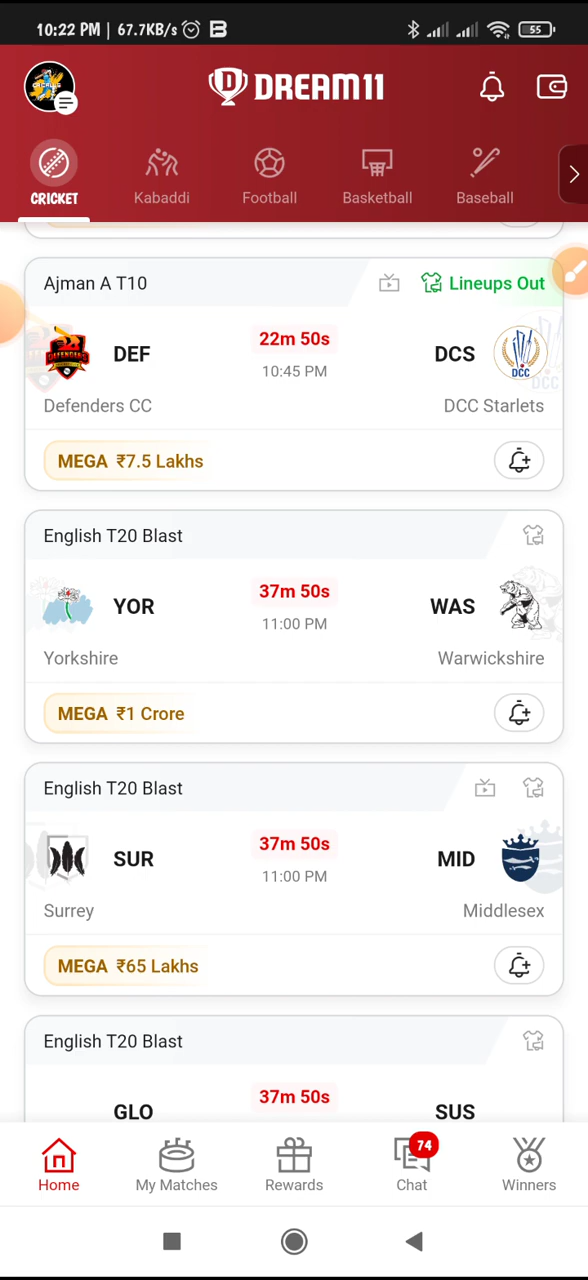 10:22 PM | 67.7KB/s
55
DREAM11
CRICKET
Kabaddi
Football
Basketball
Baseball
Ajman A T10
Lineups Out
DEF
22m 50s
DCS
10:45 PM
DCC
Defenders CC
DCC Starlets
MEGA ₹7.5 Lakhs
English T20 Blast
YOR
37m 50s
WAS
11:00 PM
Yorkshire
Warwickshire
MEGA ₹1 Crore
English T20 Blast
SUR
37m 50s
MID
11:00 PM
Surrey
Middlesex
MEGA ₹65 Lakhs
English T20 Blast
37m 50s
GLO
SUS
74
Home
My Matches
Rewards
Chat
Winners